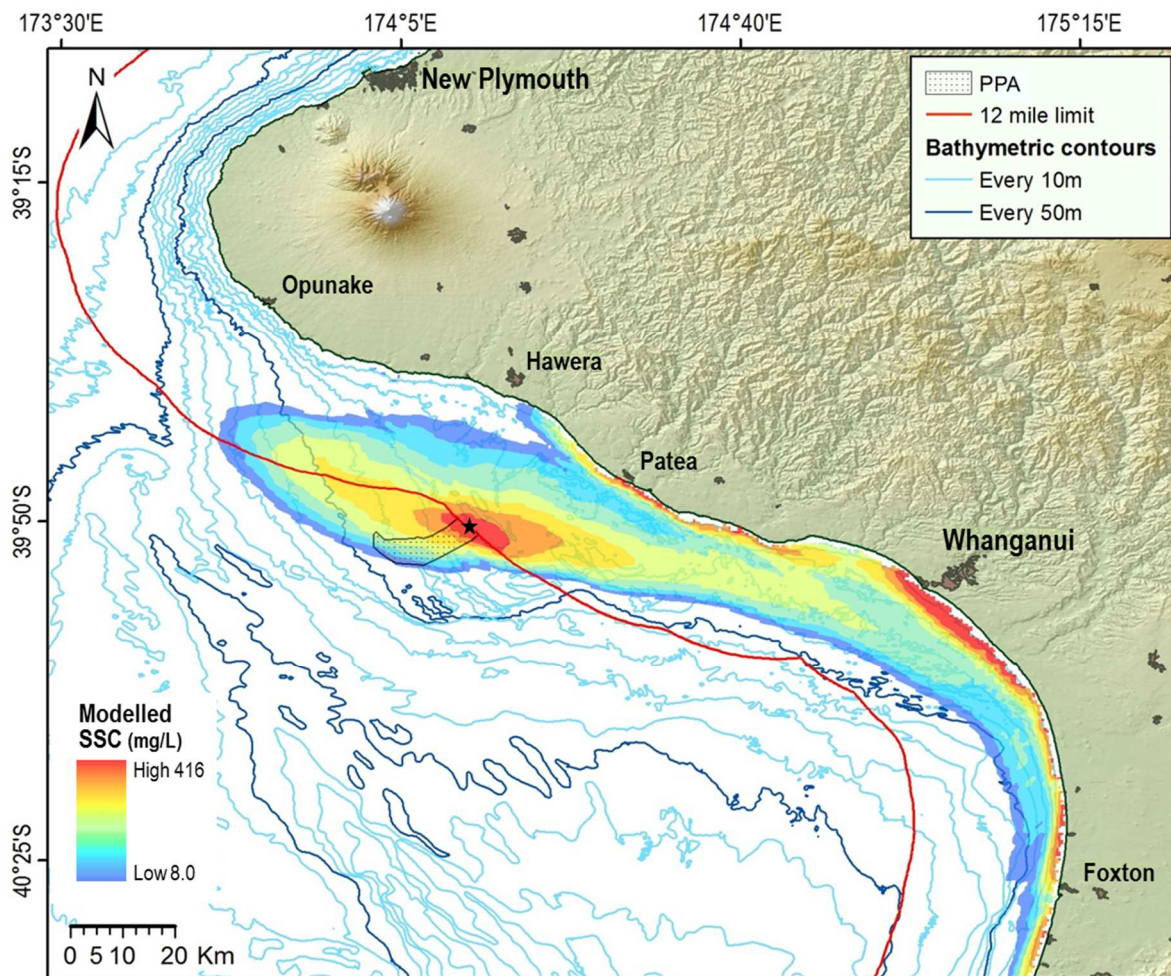 173°30'E 174°5'E 174°40'E 175°15'E
N
New Plymouth
PPA
12 mile limit
Bathymetric contours
Every 10m
Every 50m
39°15'S
Opunake
Hawera
Patea
39°50'S
Whanganui
Modelled
SSC (mg/L)
High 416
Low 8.0
40°25'S
Foxton
0 5 10 20 Km